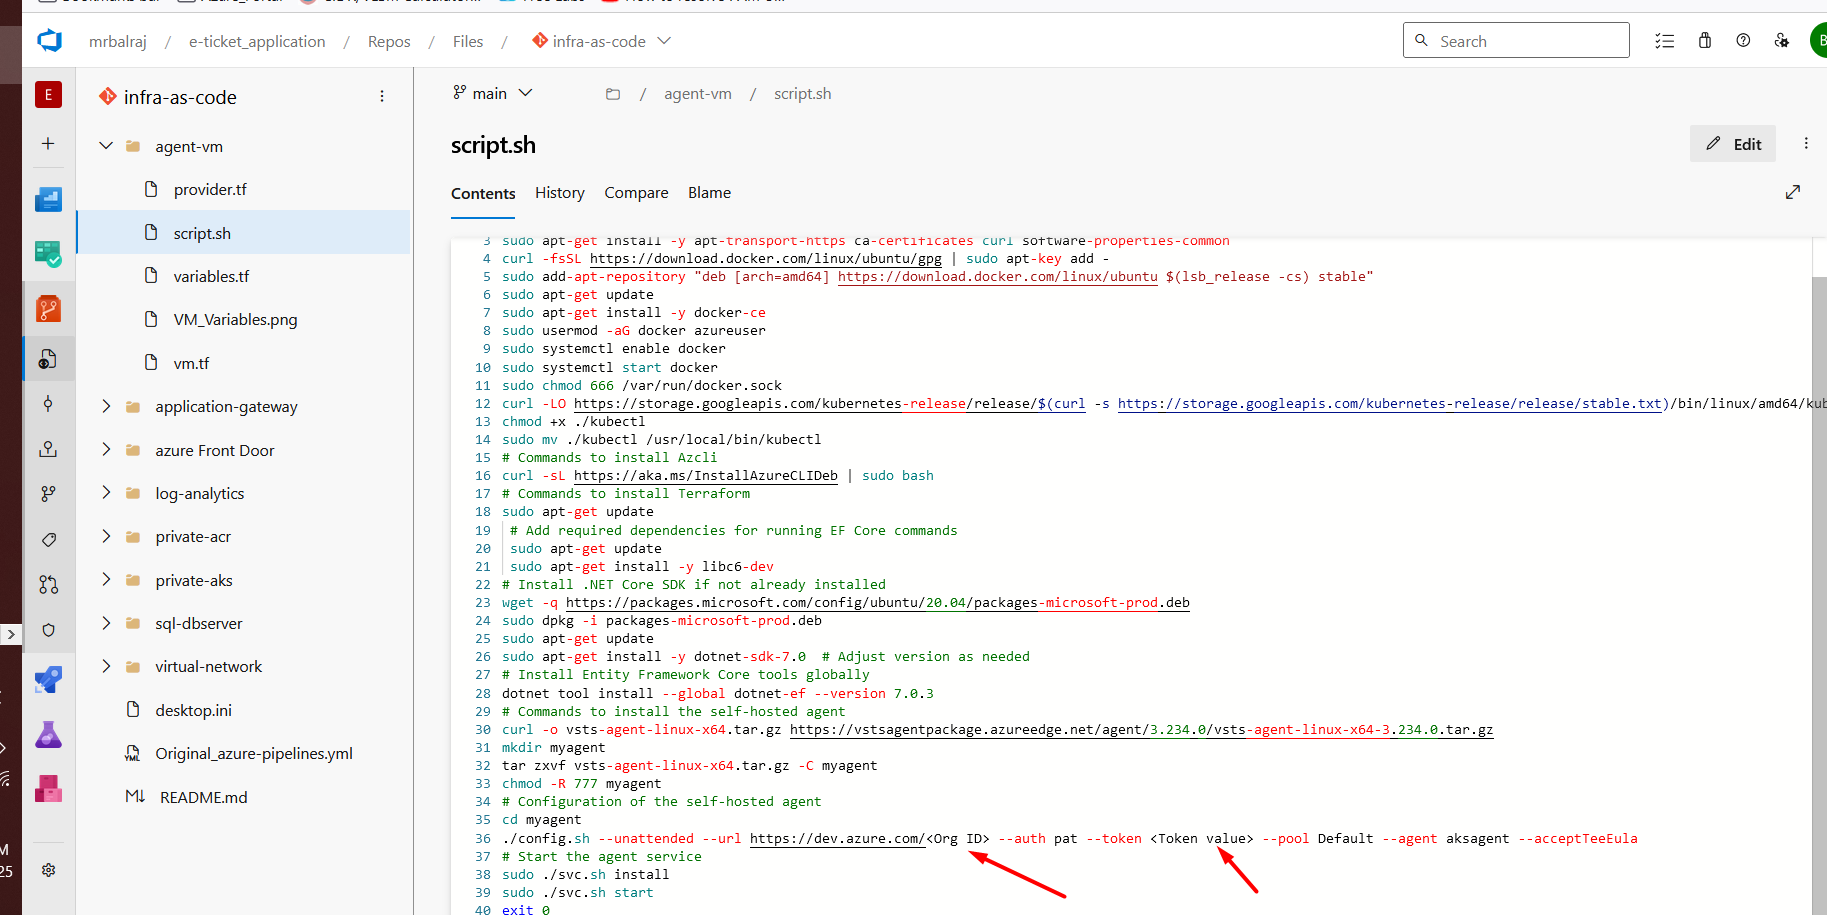 mrbalraj / e-ticket_application / Repos / Files / infra-as-code
Search
B
E
infra-as-code
main
/ agent-vm / script.sh
agent-vm
script.sh
Edit
provider.tf
Contents History Compare Blame
script.sh
variables.tf
VM_Variables.png
vm.tf
application-gateway
azure Front Door
log-analytics
private-acr
private-aks
sql-dbserver
virtual-network
desktop.ini
YML Original_azure-pipelines.yml
M↓ README.md
3 sudo apt-get install -y apt-transport-https ca-certificates curl software-properties-common
4 curl -fsSL https://download.docker.com/linux/ubuntu/gpg | sudo apt-key add -
5 sudo add-apt-repository "deb [arch=amd64] https://download.docker.com/linux/ubuntu $(lsb_release -cs) stable"
6 sudo apt-get update
7 sudo apt-get install -y docker-ce
8 sudo usermod -aG docker azureuser
9 sudo systemctl enable docker
10 sudo systemctl start docker
11 sudo chmod 666 /var/run/docker.sock
12 curl -LO https://storage.googleapis.com/kubernetes-release/release/$(curl -s https://storage.googleapis.com/kubernetes-release/release/stable.txt)/bin/linux/amd64/kub
13 chmod +x ./kubectl
14 sudo mv ./kubectl /usr/local/bin/kubectl
15 # Commands to install Azcli
16 curl -sL https://aka.ms/InstallAzureCLIDeb | sudo bash
17 # Commands to install Terraform
18 sudo apt-get update
19 # Add required dependencies for running EF Core commands
20 sudo apt-get update
21 sudo apt-get install -y libc6-dev
22 # Install .NET Core SDK if not already installed
23 wget -q https://packages.microsoft.com/config/ubuntu/20.04/packages-microsoft-prod.deb
24 sudo dpkg -i packages-microsoft-prod.deb
25 sudo apt-get update
26 sudo apt-get install -y dotnet-sdk-7.0 # Adjust version as needed
27 # Install Entity Framework Core tools globally
28 dotnet tool install --global dotnet-ef --version 7.0.3
29 # Commands to install the self-hosted agent
30 curl -o vsts-agent-linux-x64.tar.gz https://vstsagentpackage.azureedge.net/agent/3.234.0/vsts-agent-linux-x64-3.234.0.tar.gz
31 mkdir myagent
32 tar zxvf vsts-agent-linux-x64.tar.gz -C myagent
33 chmod -R 777 myagent
34 # Configuration of the self-hosted agent
35 cd myagent
36 ./config.sh --unattended --url https://dev.azure.com/<Org ID> --auth pat --token <Token value> --pool Default --agent aksagent --acceptTeeEula
37 # Start the agent service
38 sudo ./svc.sh install
39 sudo ./svc.sh start
40 exit 0
M
25